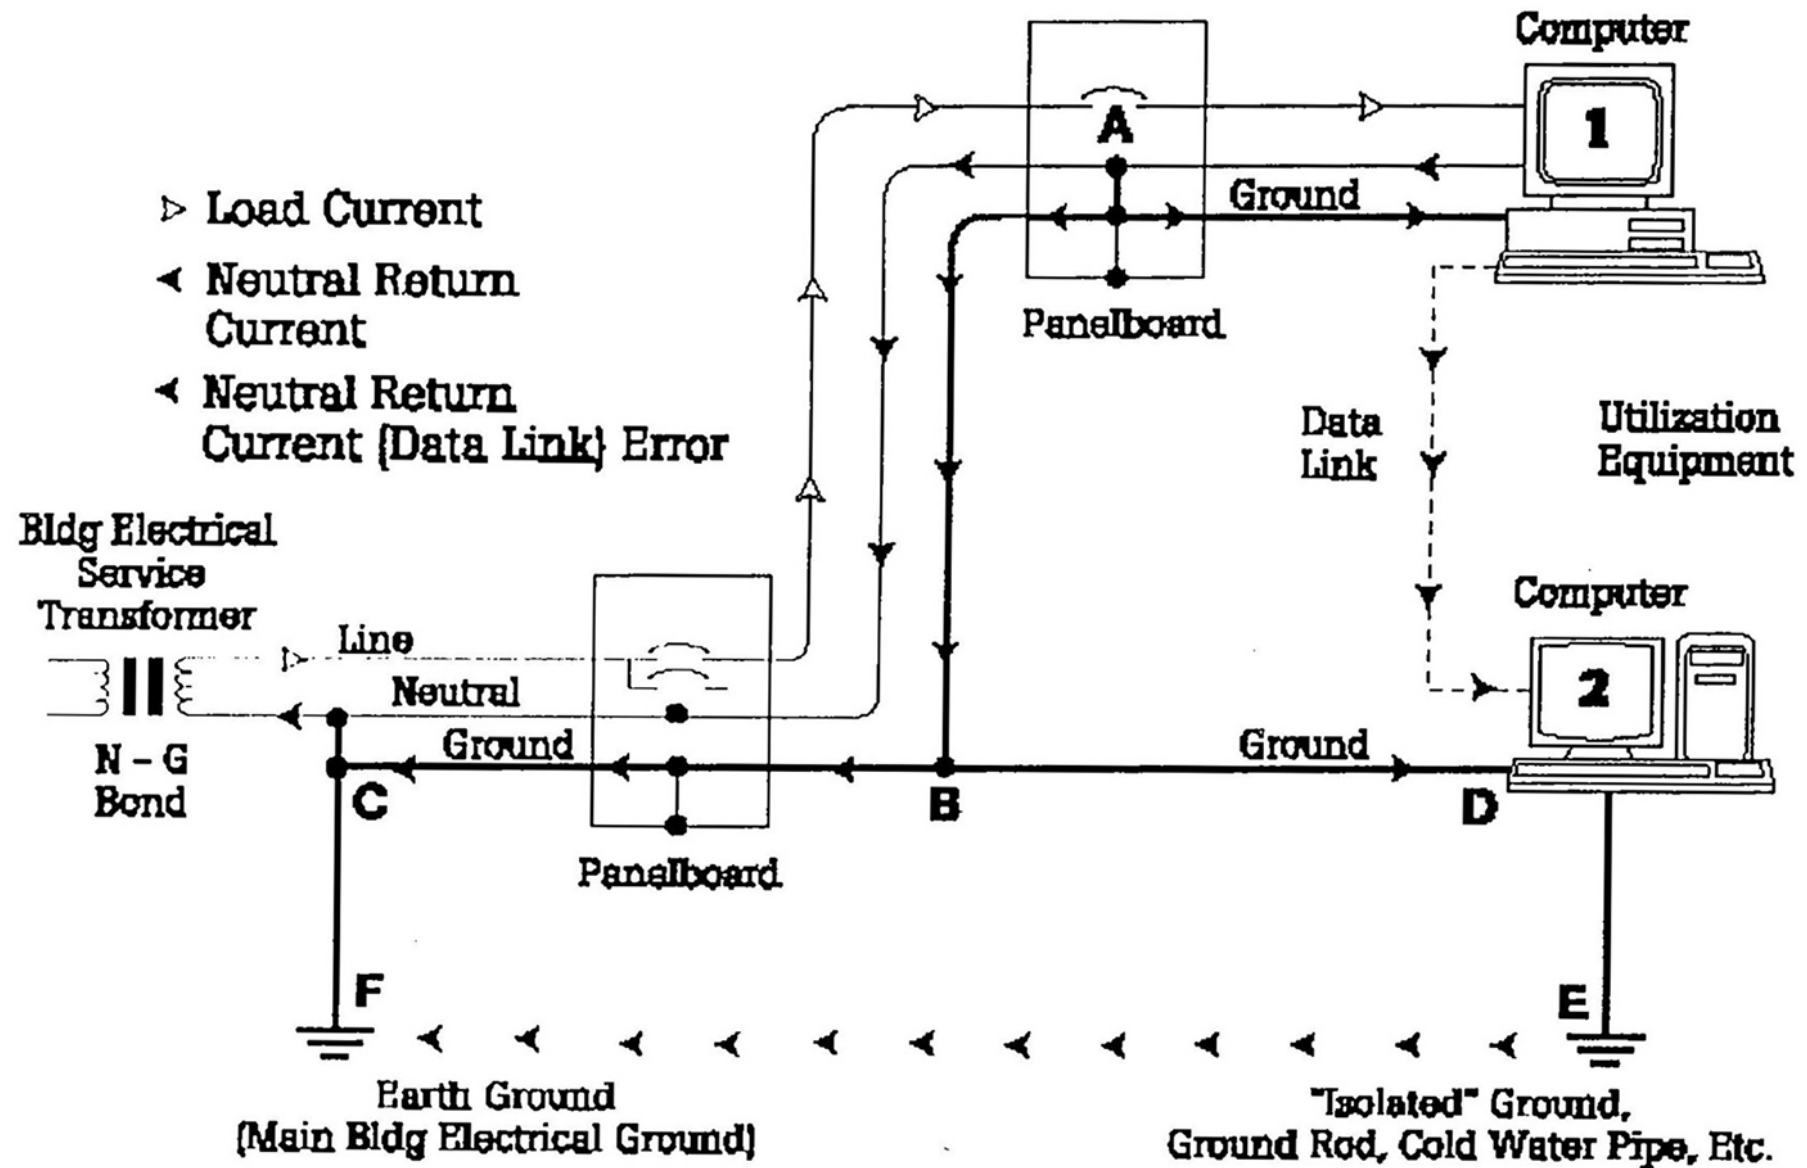 Computer
1
A
Ground
Panelboard
Load Current
Neutral Return
Current
Neutral Return
Current (Data Link) Error
Data
Link
Utilization
Equipment
Bldg Electrical
Service
Transformer
Line
Neutral
Ground
N - G
Bond
C
Panelboard
B
Ground
D
Computer
2
F
E
Earth Ground
(Main Bldg Electrical Ground)
"Isolated" Ground,
Ground Rod, Cold Water Pipe, Etc.